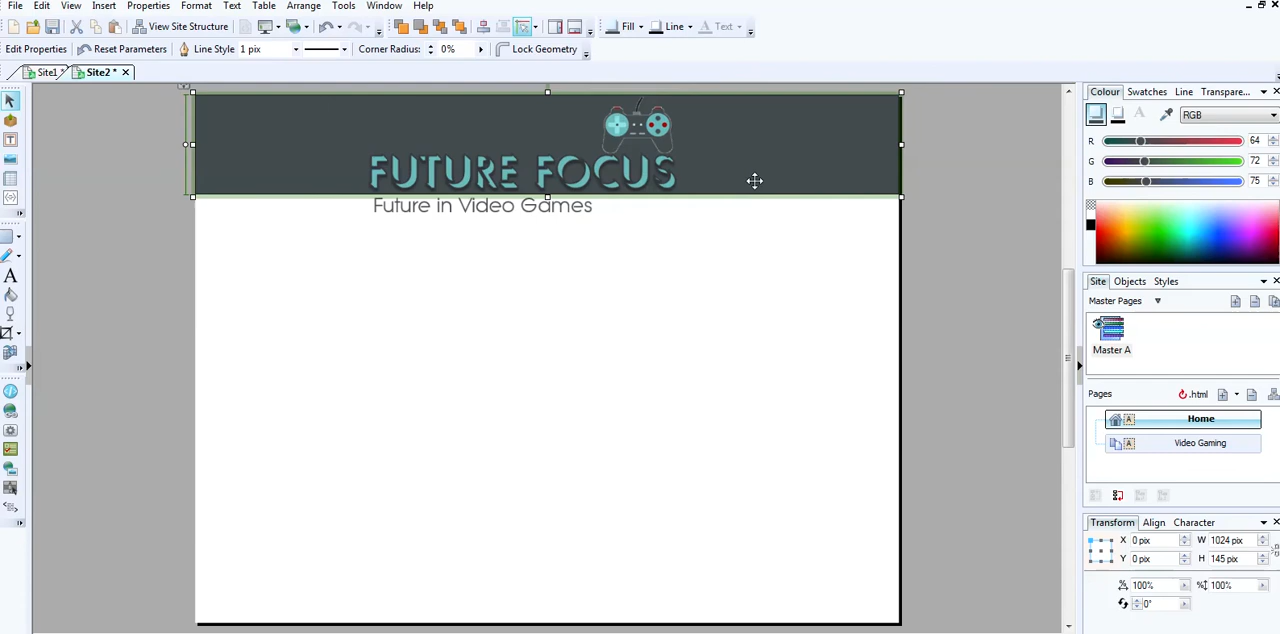 File Edit View Insert Properties Format Text Table Arrange Tools Window Help
View Site Structure Fill Line Text
Edit Properties Reset Parameters Line Style 1 pix Corner Radius: 0% Lock Geometry
Site1 * Site2 *
Colour Swatches Line Transpare...
RGB
R 64
G 72
B 75
FUTURE FOCUS
Future in Video Games
Site Objects Styles
Master Pages
Master A
Pages .html
Home
Video Gaming
Transform Align Character
X 0 pix W 1024 pix
Y 0 pix H 145 pix
100% 100%
0°